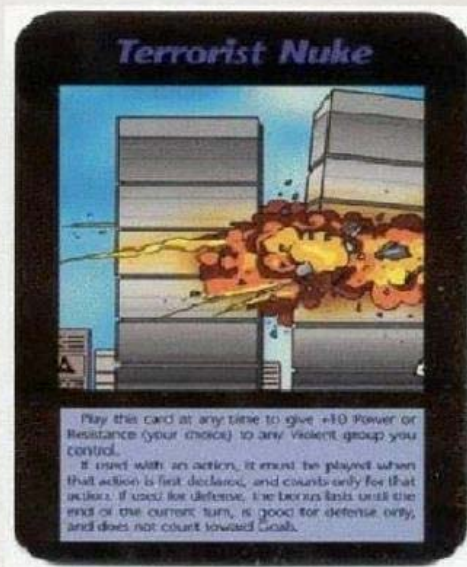 Terrorist Nuke
A
Play this card at any time to give +10 Power or
Resistance (your choice) to any Violent group you
control.
If used with an action, it must be played when
that action is first declared, and counts only for that
action. If used for defense, the bonus lasts until the
end of the current turn, is good for defense only,
and does not count toward Goals.